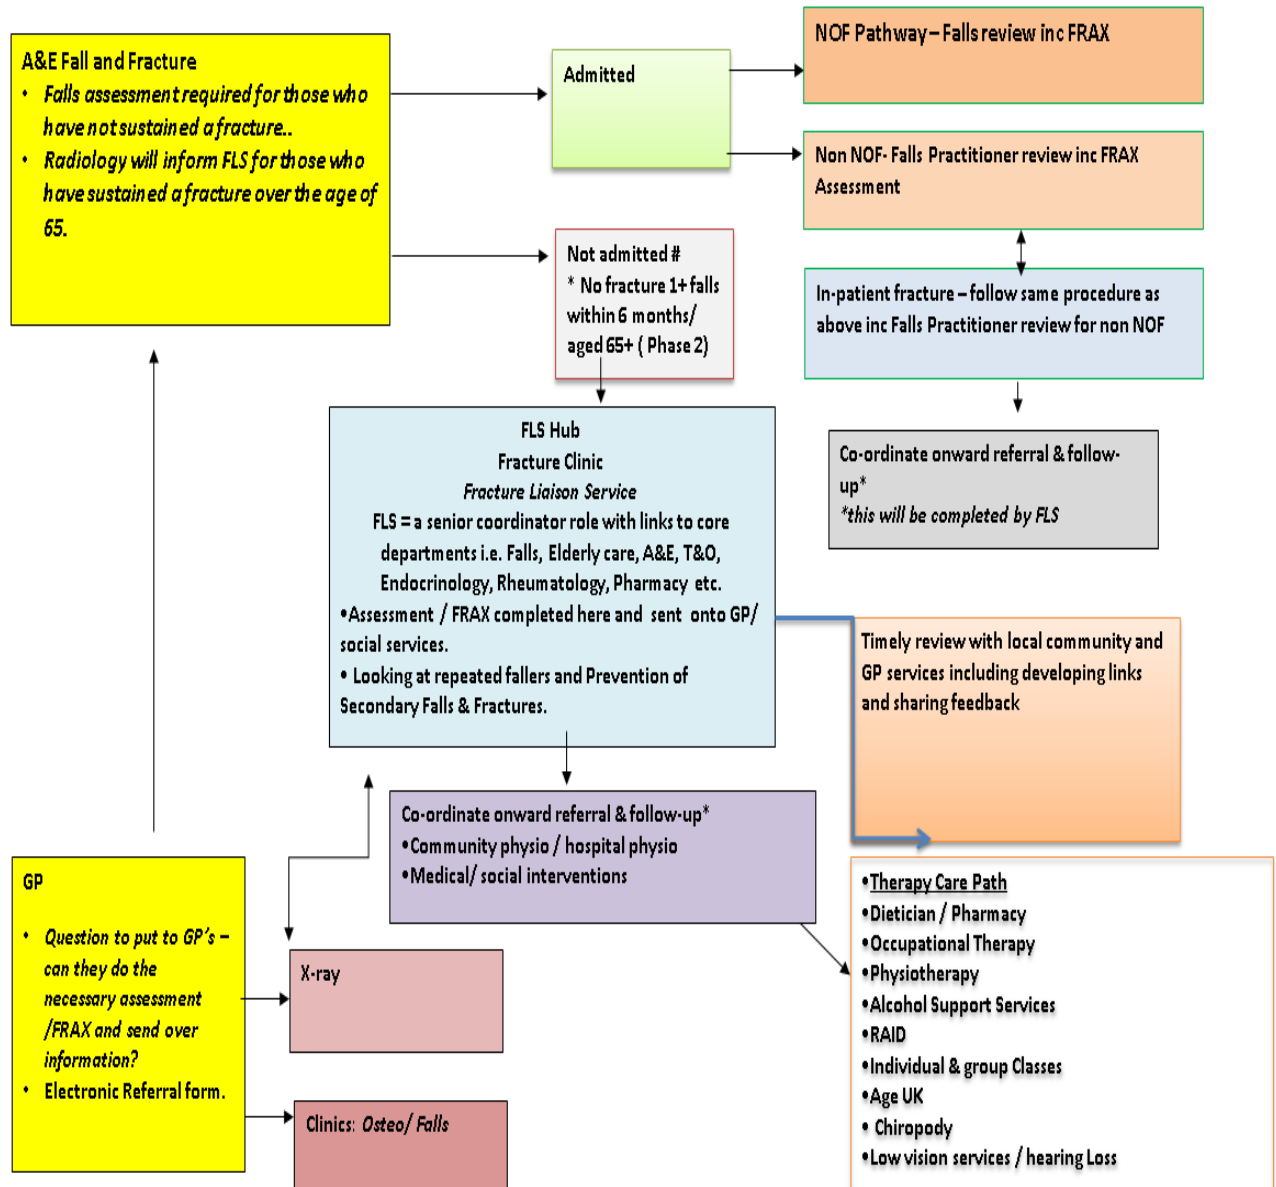 A&E Fall and Fracture
• Falls assessment required for those who
have not sustained a fracture..
• Radiology will inform FLS for those who
have sustained a fracture over the age of
65.
Admitted
NOF Pathway – Falls review inc FRAX
Non NOF- Falls Practitioner review inc FRAX
Assessment
Not admitted #
* No fracture 1+ falls
within 6 months/
aged 65+ ( Phase 2)
In-patient fracture – follow same procedure as
above inc Falls Practitioner review for non NOF
Co-ordinate onward referral & follow-
up*
*this will be completed by FLS
FLS Hub
Fracture Clinic
Fracture Liaison Service
FLS = a senior coordinator role with links to core
departments i.e. Falls, Elderly care, A&E, T&O,
Endocrinology, Rheumatology, Pharmacy etc.
•Assessment / FRAX completed here and sent onto GP/
social services.
• Looking at repeated fallers and Prevention of
Secondary Falls & Fractures.
Timely review with local community and
GP services including developing links
and sharing feedback
Co-ordinate onward referral & follow-up*
•Community physio / hospital physio
•Medical/ social interventions
GP
• Question to put to GP's –
can they do the
necessary assessment
/FRAX and send over
information?
• Electronic Referral form.
X-ray
Clinics: Osteo/ Falls
•Therapy Care Path
•Dietician / Pharmacy
•Occupational Therapy
•Physiotherapy
•Alcohol Support Services
•RAID
•Individual & group Classes
•Age UK
• Chiropody
•Low vision services / hearing Loss